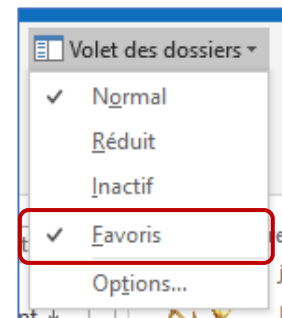 Volet des dossiers
Normal
Réduit
Inactif
Favoris
Options...